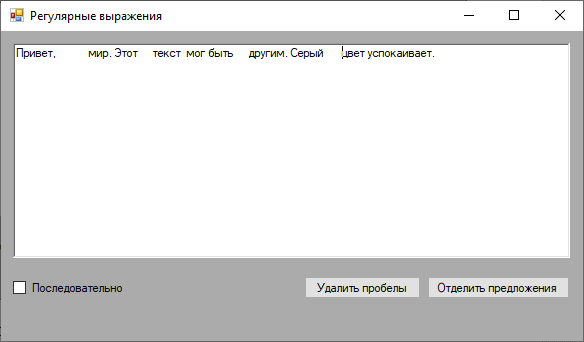 Регулярные выражения
Привет, мир. Этот текст мог быть другим. Серый цвет успокаивает.
Последовательно
Удалить пробелы
Отделить предложения